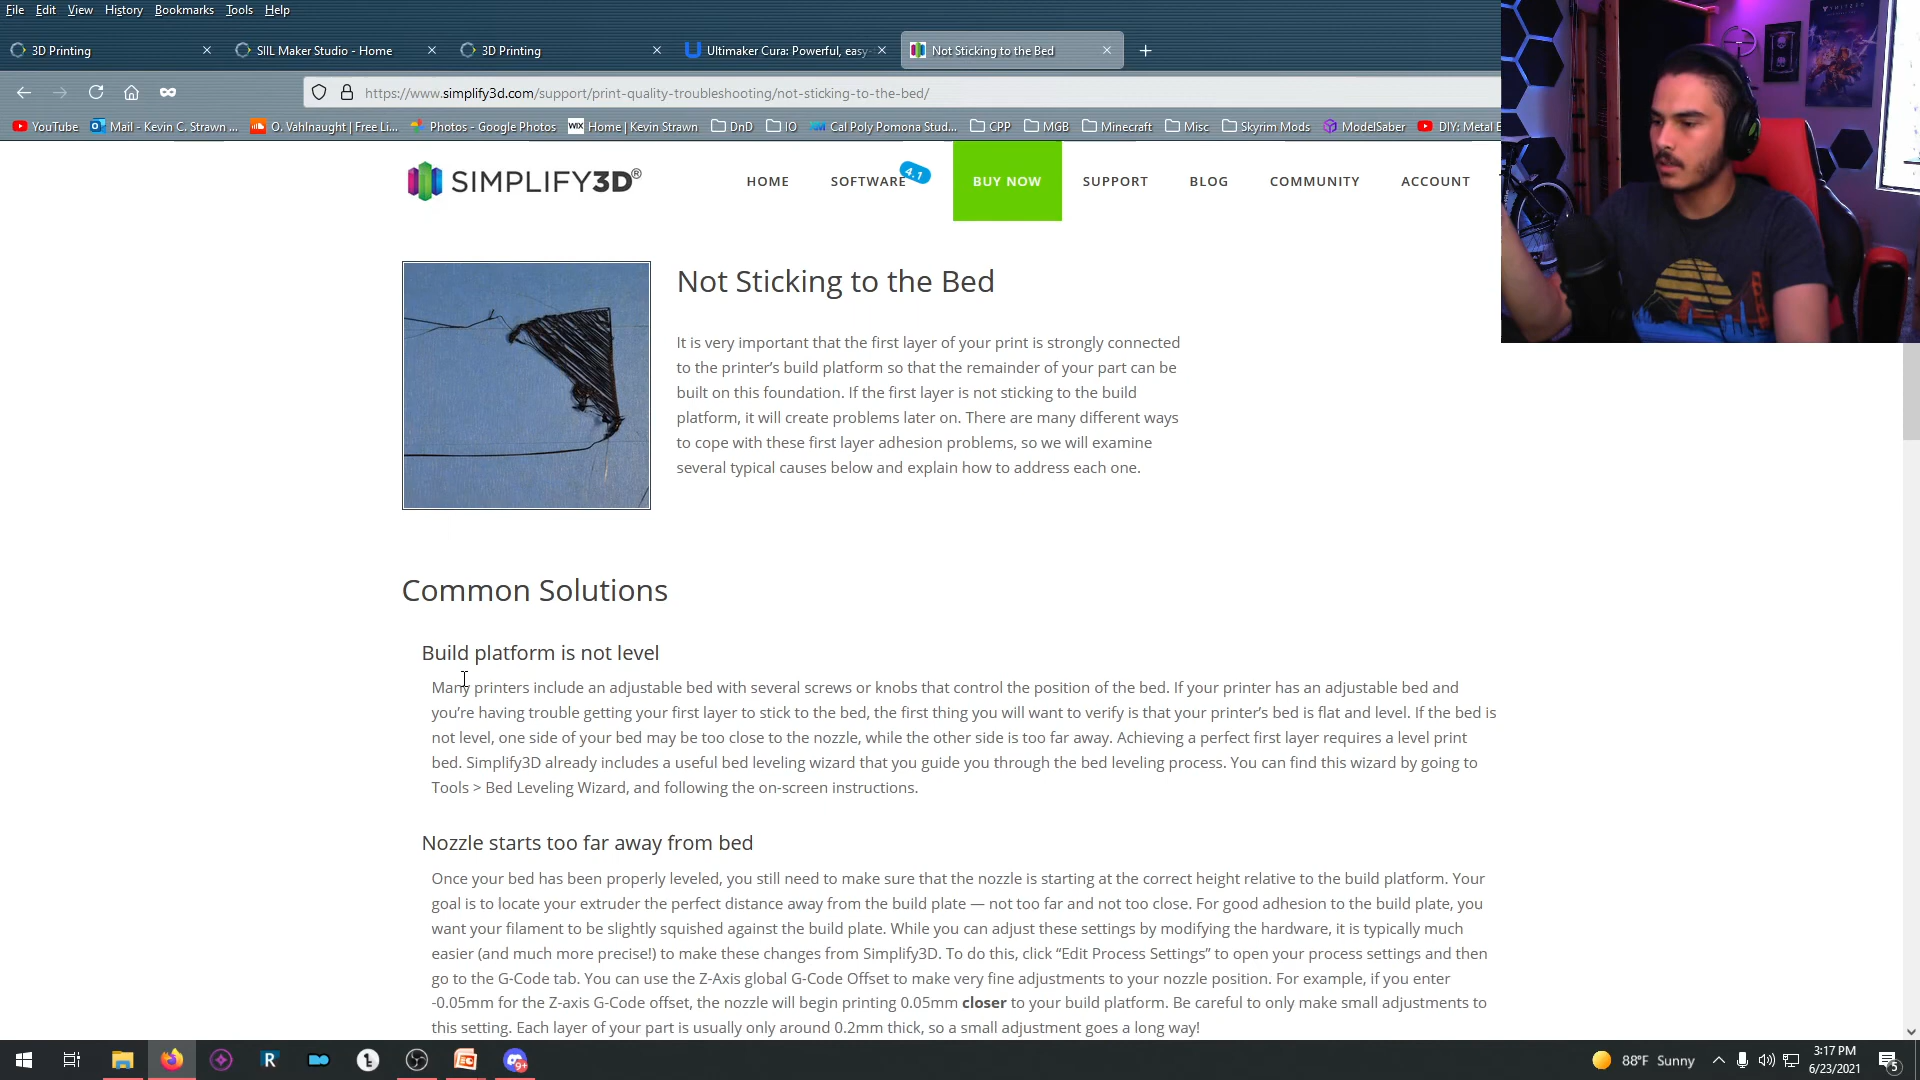 File Edit View History Bookmarks Tools Help
3D Printing
SIIL Maker Studio - Home
3D Printing
Ultimaker Cura: Powerful, easy-
Not Sticking to the Bed
https://www.simplify3d.com/support/print-quality-troubleshooting/not-sticking-to-the-bed/
YouTube
Mail - Kevin C. Strawn ...
O. Vahlnaught | Free Li...
Photos - Google Photos
WIX Home | Kevin Strawn
DnD
IO
Cal Poly Pomona Stud...
CPP
MGB
Minecraft
Misc
Skyrim Mods
ModelSaber
DIY: Metal E
SIMPLIFY3D®
HOME
SOFTWARE
4.1
BUY NOW
SUPPORT
BLOG
COMMUNITY
ACCOUNT
Not Sticking to the Bed
It is very important that the first layer of your print is strongly connected
to the printer’s build platform so that the remainder of your part can be
built on this foundation. If the first layer is not sticking to the build
platform, it will create problems later on. There are many different ways
to cope with these first layer adhesion problems, so we will examine
several typical causes below and explain how to address each one.
Common Solutions
Build platform is not level
Many printers include an adjustable bed with several screws or knobs that control the position of the bed. If your printer has an adjustable bed and
you’re having trouble getting your first layer to stick to the bed, the first thing you will want to verify is that your printer’s bed is flat and level. If the bed is
not level, one side of your bed may be too close to the nozzle, while the other side is too far away. Achieving a perfect first layer requires a level print
bed. Simplify3D already includes a useful bed leveling wizard that you guide you through the bed leveling process. You can find this wizard by going to
Tools > Bed Leveling Wizard, and following the on-screen instructions.
Nozzle starts too far away from bed
Once your bed has been properly leveled, you still need to make sure that the nozzle is starting at the correct height relative to the build platform. Your
goal is to locate your extruder the perfect distance away from the build plate — not too far and not too close. For good adhesion to the build plate, you
want your filament to be slightly squished against the build plate. While you can adjust these settings by modifying the hardware, it is typically much
easier (and much more precise!) to make these changes from Simplify3D. To do this, click “Edit Process Settings” to open your process settings and then
go to the G-Code tab. You can use the Z-Axis global G-Code Offset to make very fine adjustments to your nozzle position. For example, if you enter
-0.05mm for the Z-axis G-Code offset, the nozzle will begin printing 0.05mm closer to your build platform. Be careful to only make small adjustments to
this setting. Each layer of your part is usually only around 0.2mm thick, so a small adjustment goes a long way!
R
9+
88°F Sunny
3:17 PM
6/23/2021
5